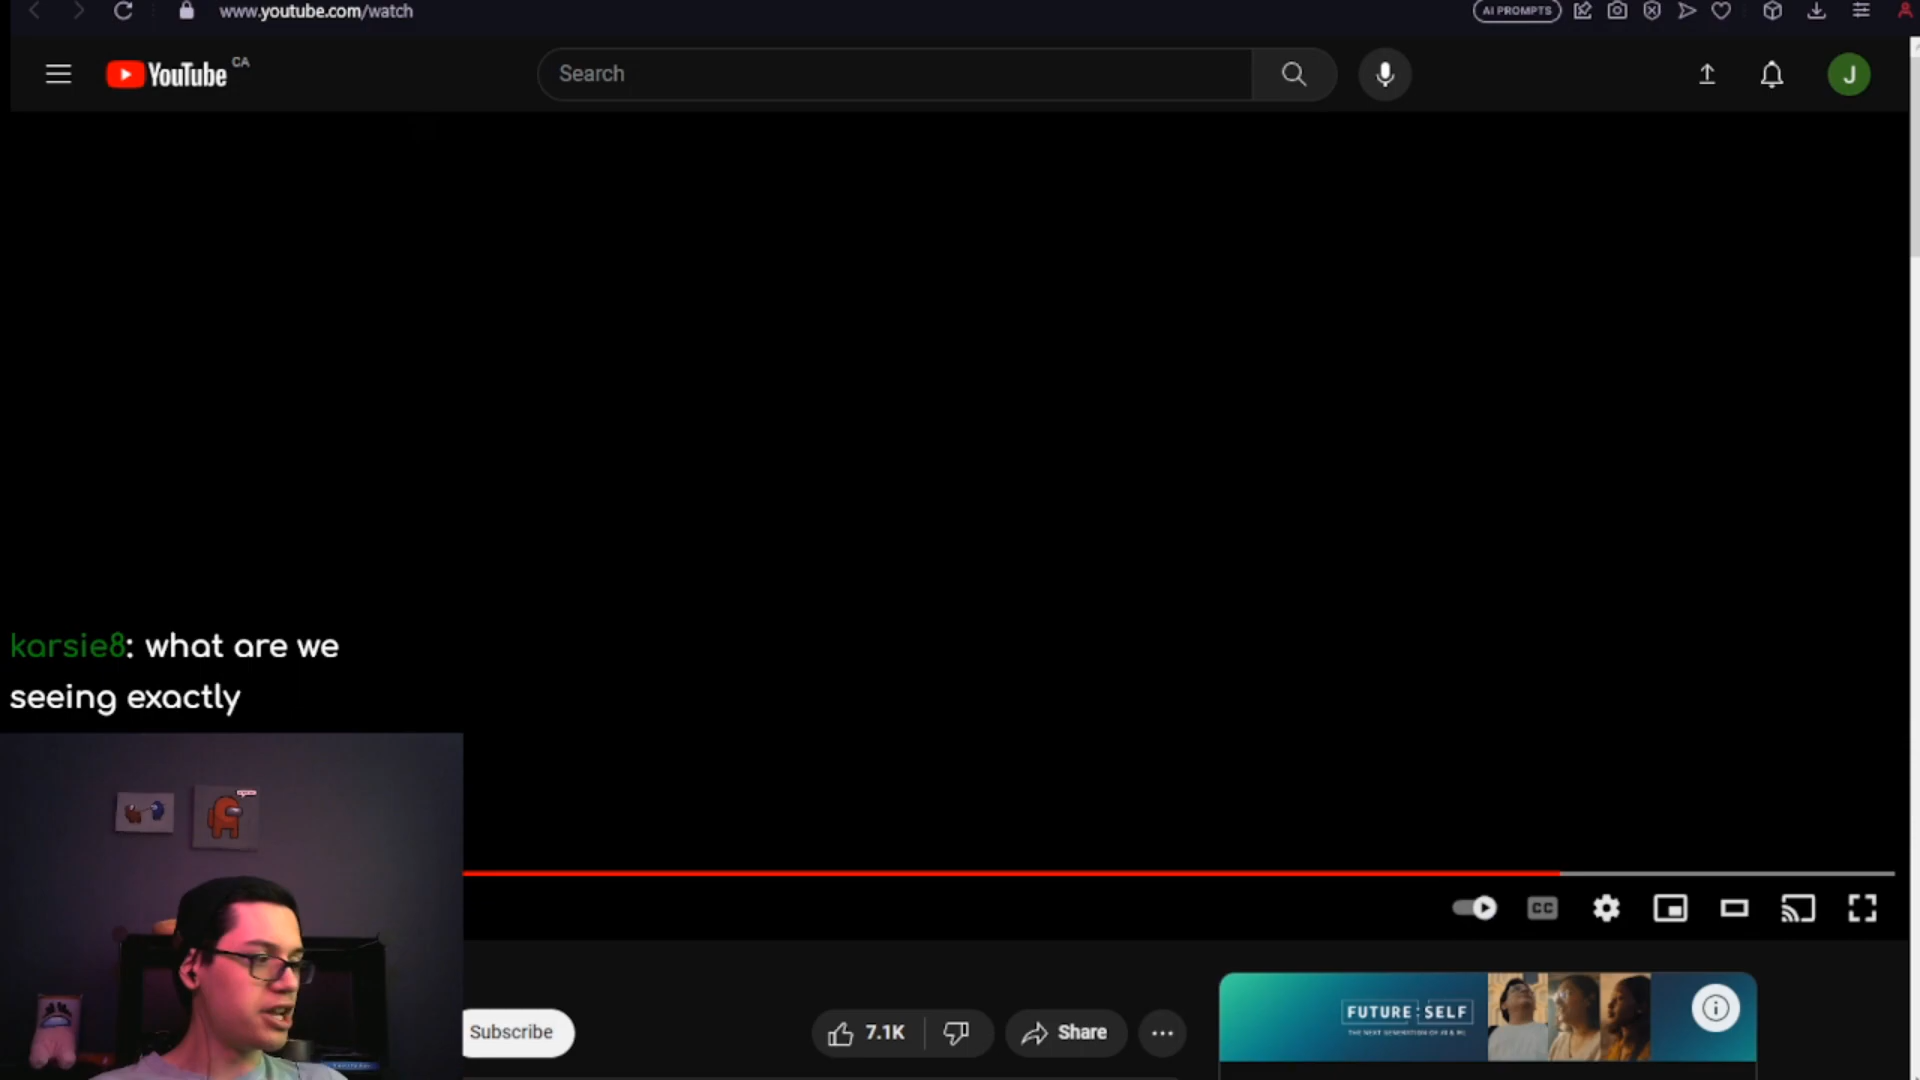 www.youtube.com/watch
AI PROMPTS
YouTube CA
Search
J
karsie8: what are we
seeing exactly
CC
Subscribe
7.1K
Share
FUTURE:SELF